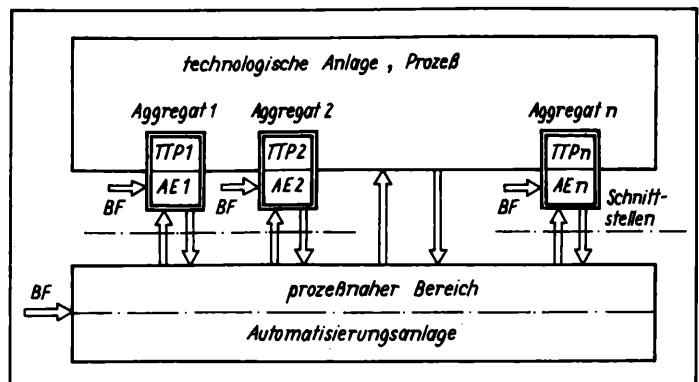 technologische Anlage , Prozeß
Aggregat 1 Aggregat 2 Aggregat n
TTP1 TTP2 TTPn
AE1 AE2 AEn
BF BF BF
Schnitt-
stellen
prozeßnaher Bereich
BF
Automatisierungsanlage